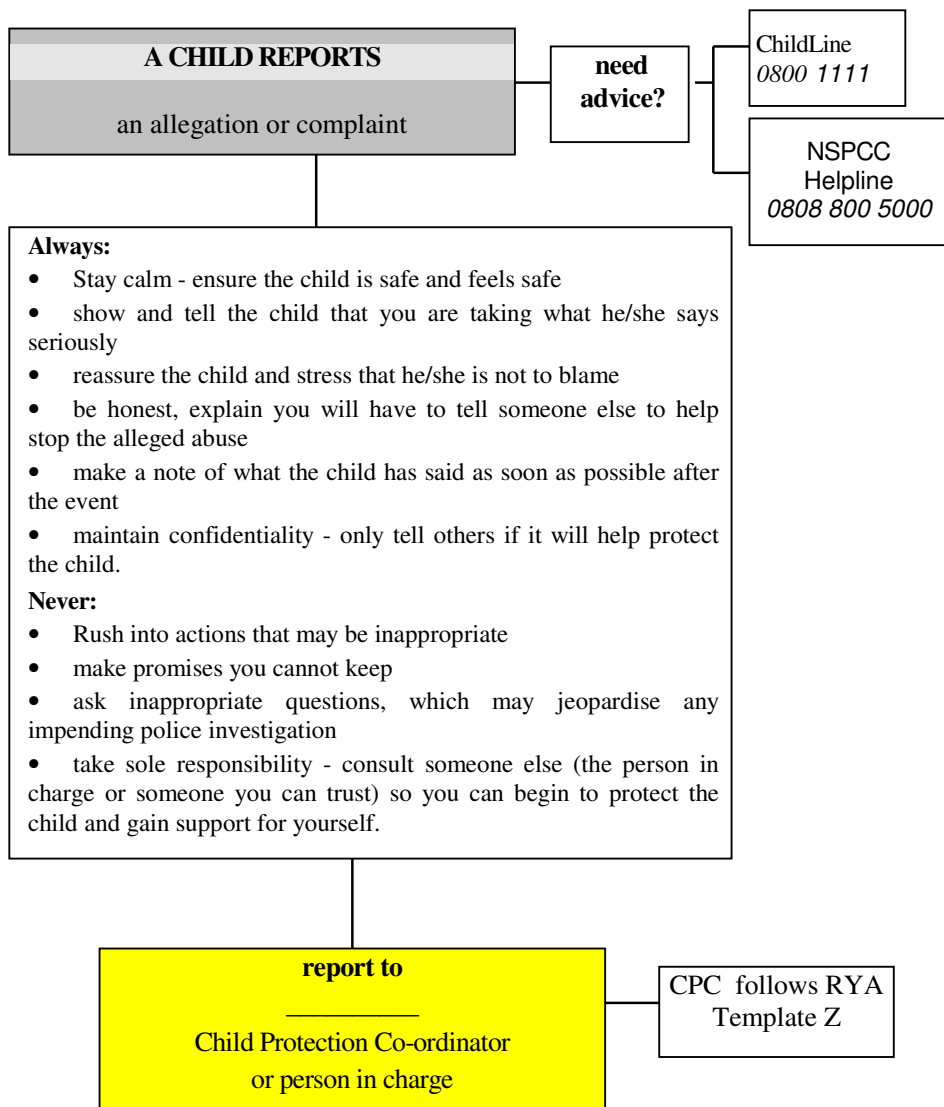 A CHILD REPORTS
an allegation or complaint
need
advice?
ChildLine
0800 1111
NSPCC
Helpline
0808 800 5000
Always:
• Stay calm - ensure the child is safe and feels safe
• show and tell the child that you are taking what he/she says
seriously
• reassure the child and stress that he/she is not to blame
• be honest, explain you will have to tell someone else to help
stop the alleged abuse
• make a note of what the child has said as soon as possible after
the event
• maintain confidentiality - only tell others if it will help protect
the child.
Never:
• Rush into actions that may be inappropriate
• make promises you cannot keep
• ask inappropriate questions, which may jeopardise any
impending police investigation
• take sole responsibility - consult someone else (the person in
charge or someone you can trust) so you can begin to protect the
child and gain support for yourself.
report to
__________
Child Protection Co-ordinator
or person in charge
CPC follows RYA
Template Z